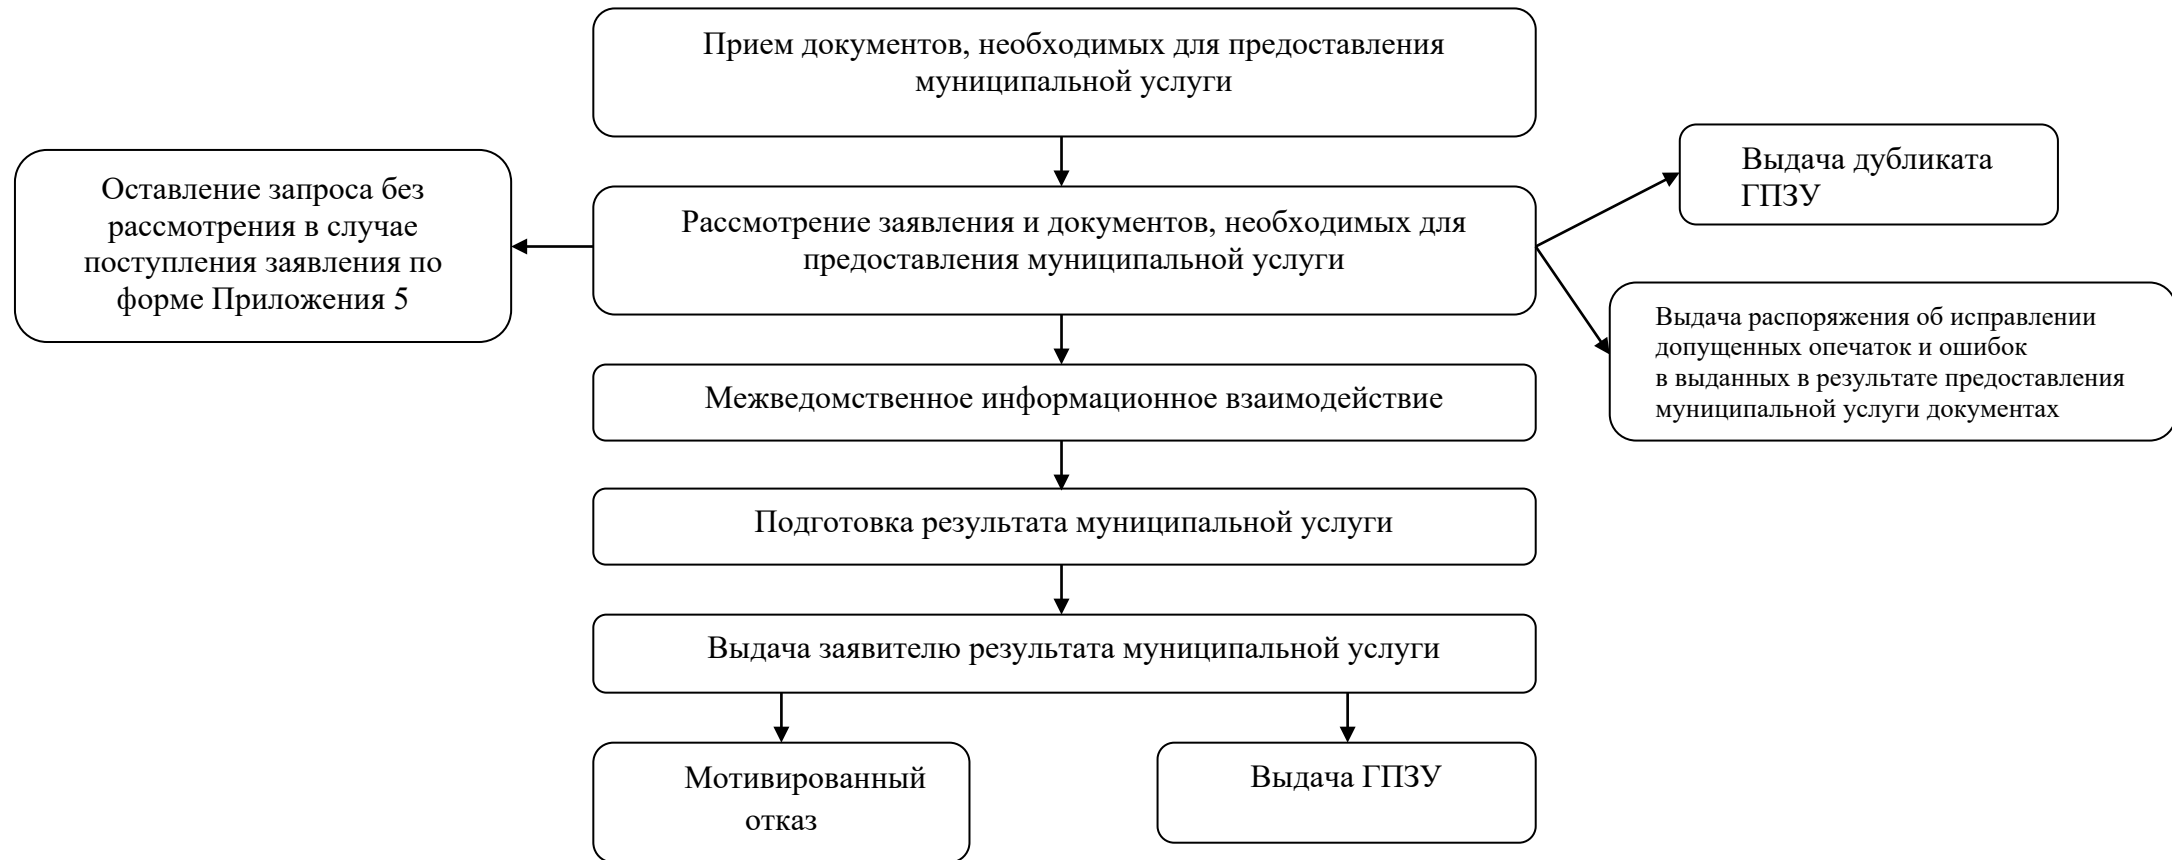 Прием документов, необходимых для предоставления
муниципальной услуги
Выдача дубликата
ГПЗУ
Оставление запроса без
рассмотрения в случае
поступления заявления по
форме Приложения 5
Рассмотрение заявления и документов, необходимых для
предоставления муниципальной услуги
Выдача распоряжения об исправлении
допущенных опечаток и ошибок
в выданных в результате предоставления
муниципальной услуги документах
Межведомственное информационное взаимодействие
Подготовка результата муниципальной услуги
Выдача заявителю результата муниципальной услуги
Мотивированный
отказ
Выдача ГПЗУ